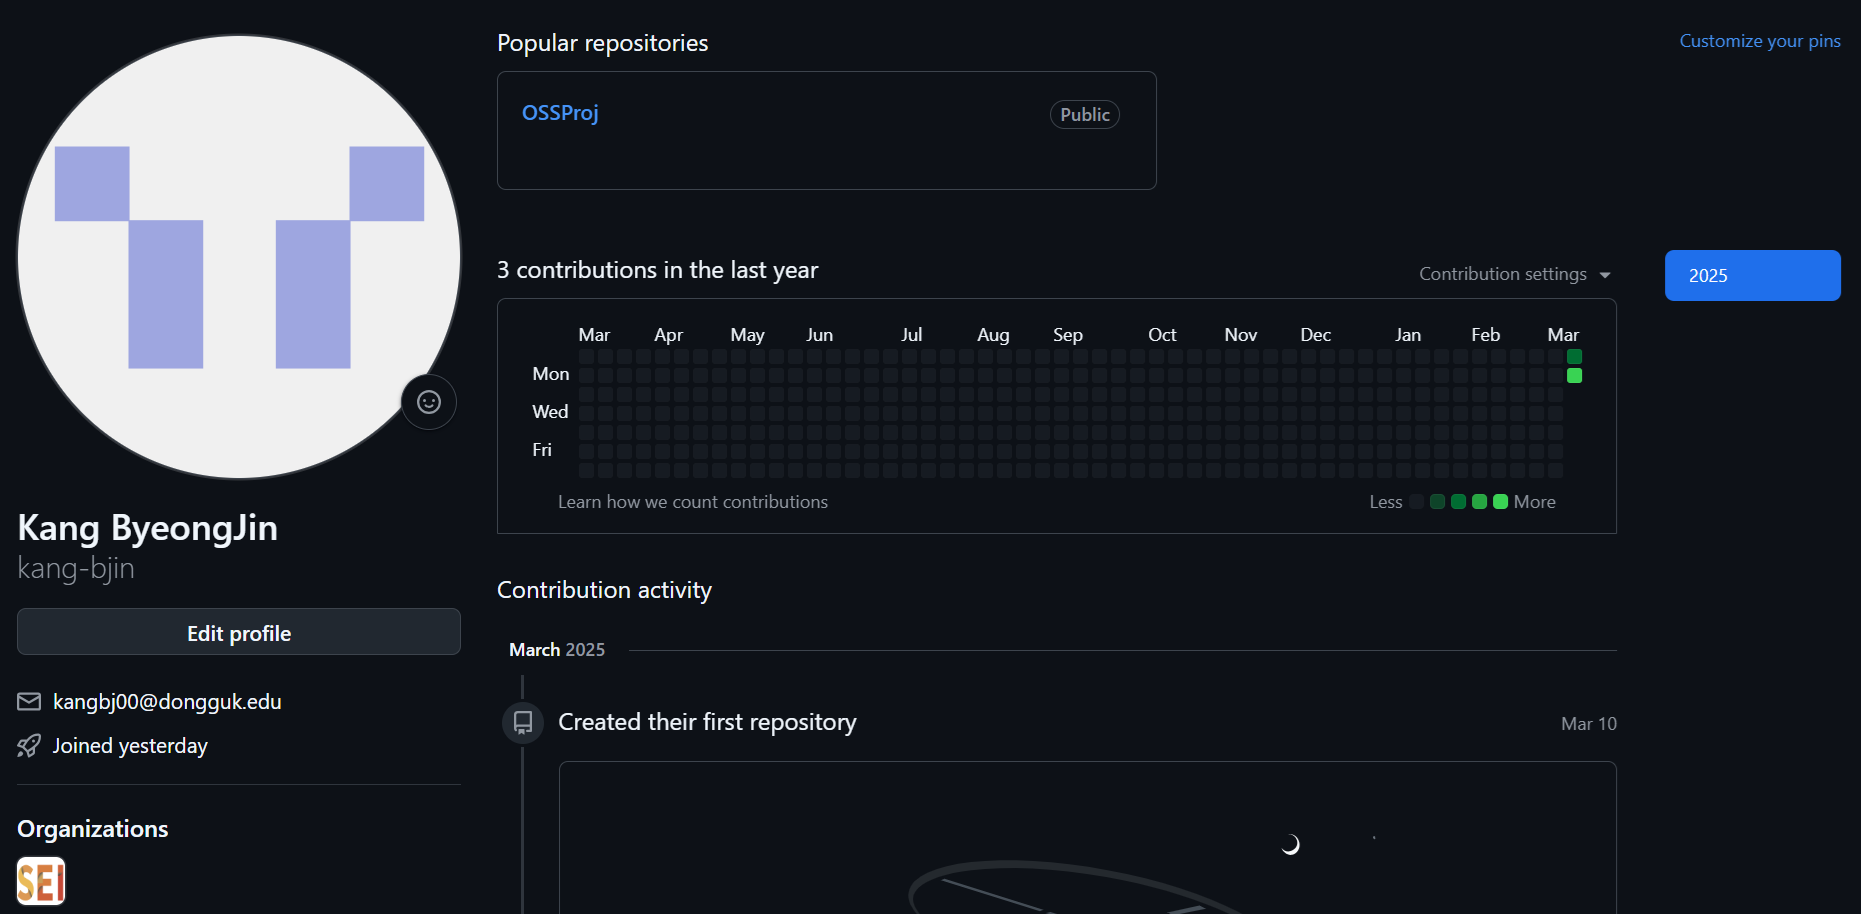 Popular repositories
Customize your pins
OSSProj
Public
3 contributions in the last year
Contribution settings
2025
Mar Apr May Jun Jul Aug Sep Oct Nov Dec Jan Feb Mar
Mon
Wed
Fri
Learn how we count contributions
Less More
Kang ByeongJin
kang-bjin
Edit profile
kangbj00@dongguk.edu
Joined yesterday
Organizations
SEI
Contribution activity
March 2025
Created their first repository
Mar 10